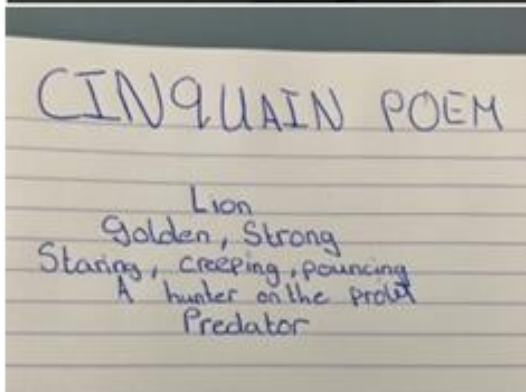 CINQUAIN POEM
Lion
Golden, Strong
Staring, creeping, pouncing
A hunter on the prowl
Predator